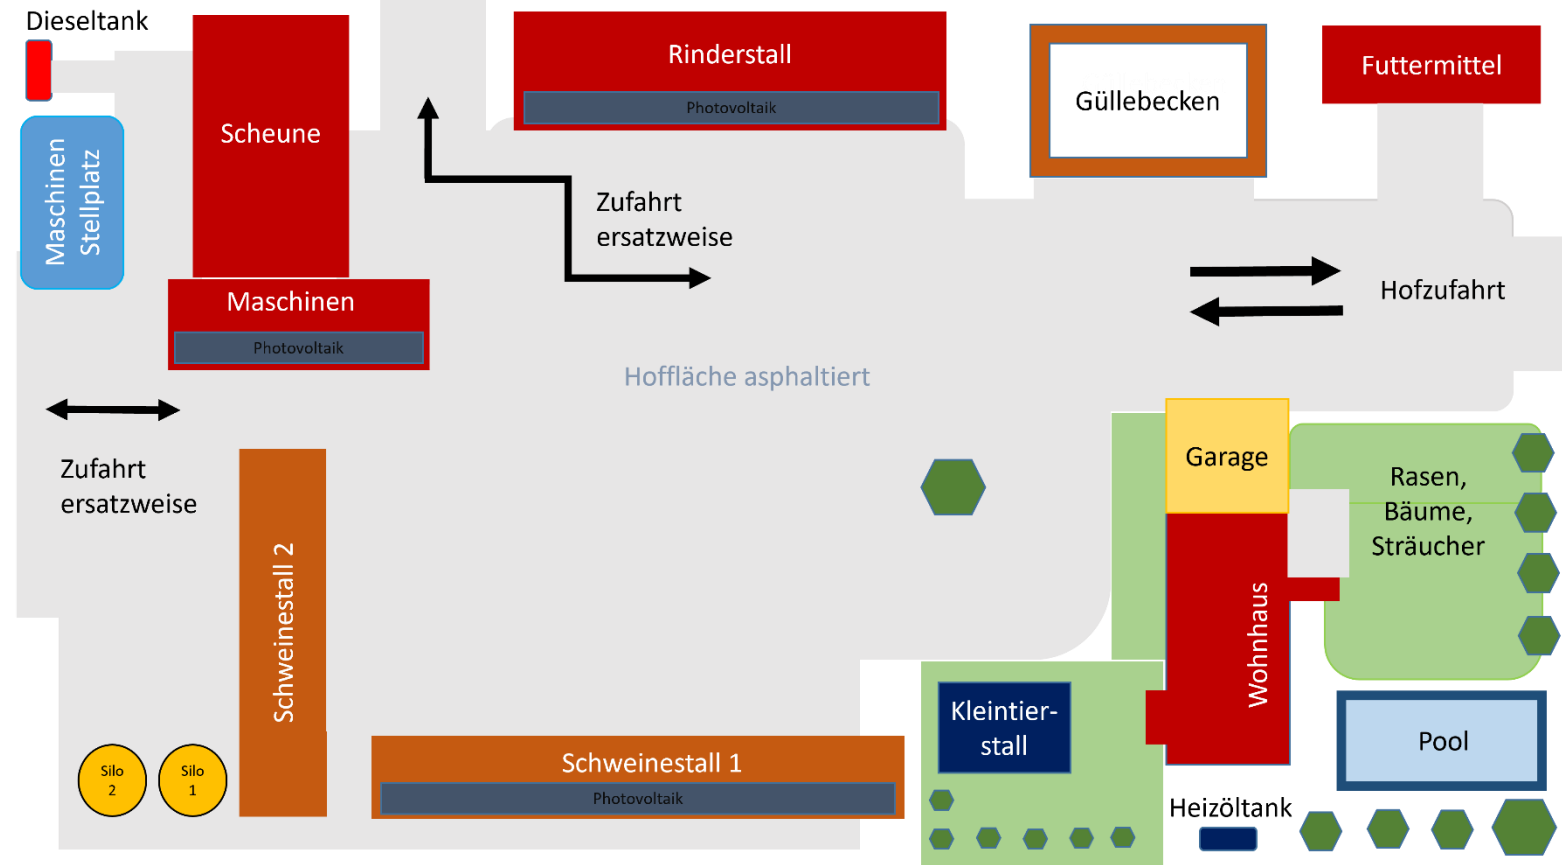 Dieseltank
Rinderstall
Photovoltaik
Güllebecken
Futtermittel
Scheune
Maschinen
Stellplatz
Zufahrt
ersatzweise
Maschinen
Photovoltaik
Hofzufahrt
Hoffläche asphaltiert
Zufahrt
ersatzweise
Garage
Rasen,
Bäume,
Sträucher
Schweinestall 2
Wohnhaus
Kleintier-
stall
Pool
Silo
2
Silo
1
Schweinestall 1
Photovoltaik
Heizöltank